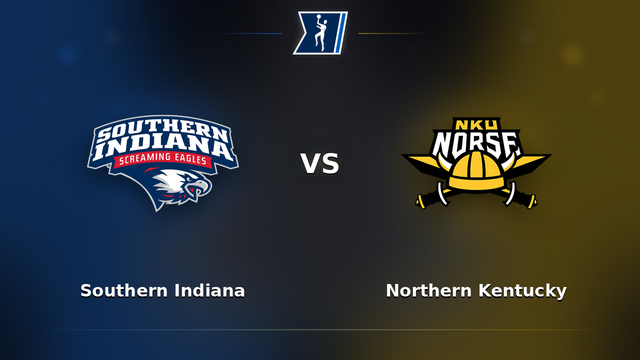 SOUTHERN
INDIANA
SCREAMING EAGLES
VS
NKU
NORSE
Southern Indiana
Northern Kentucky